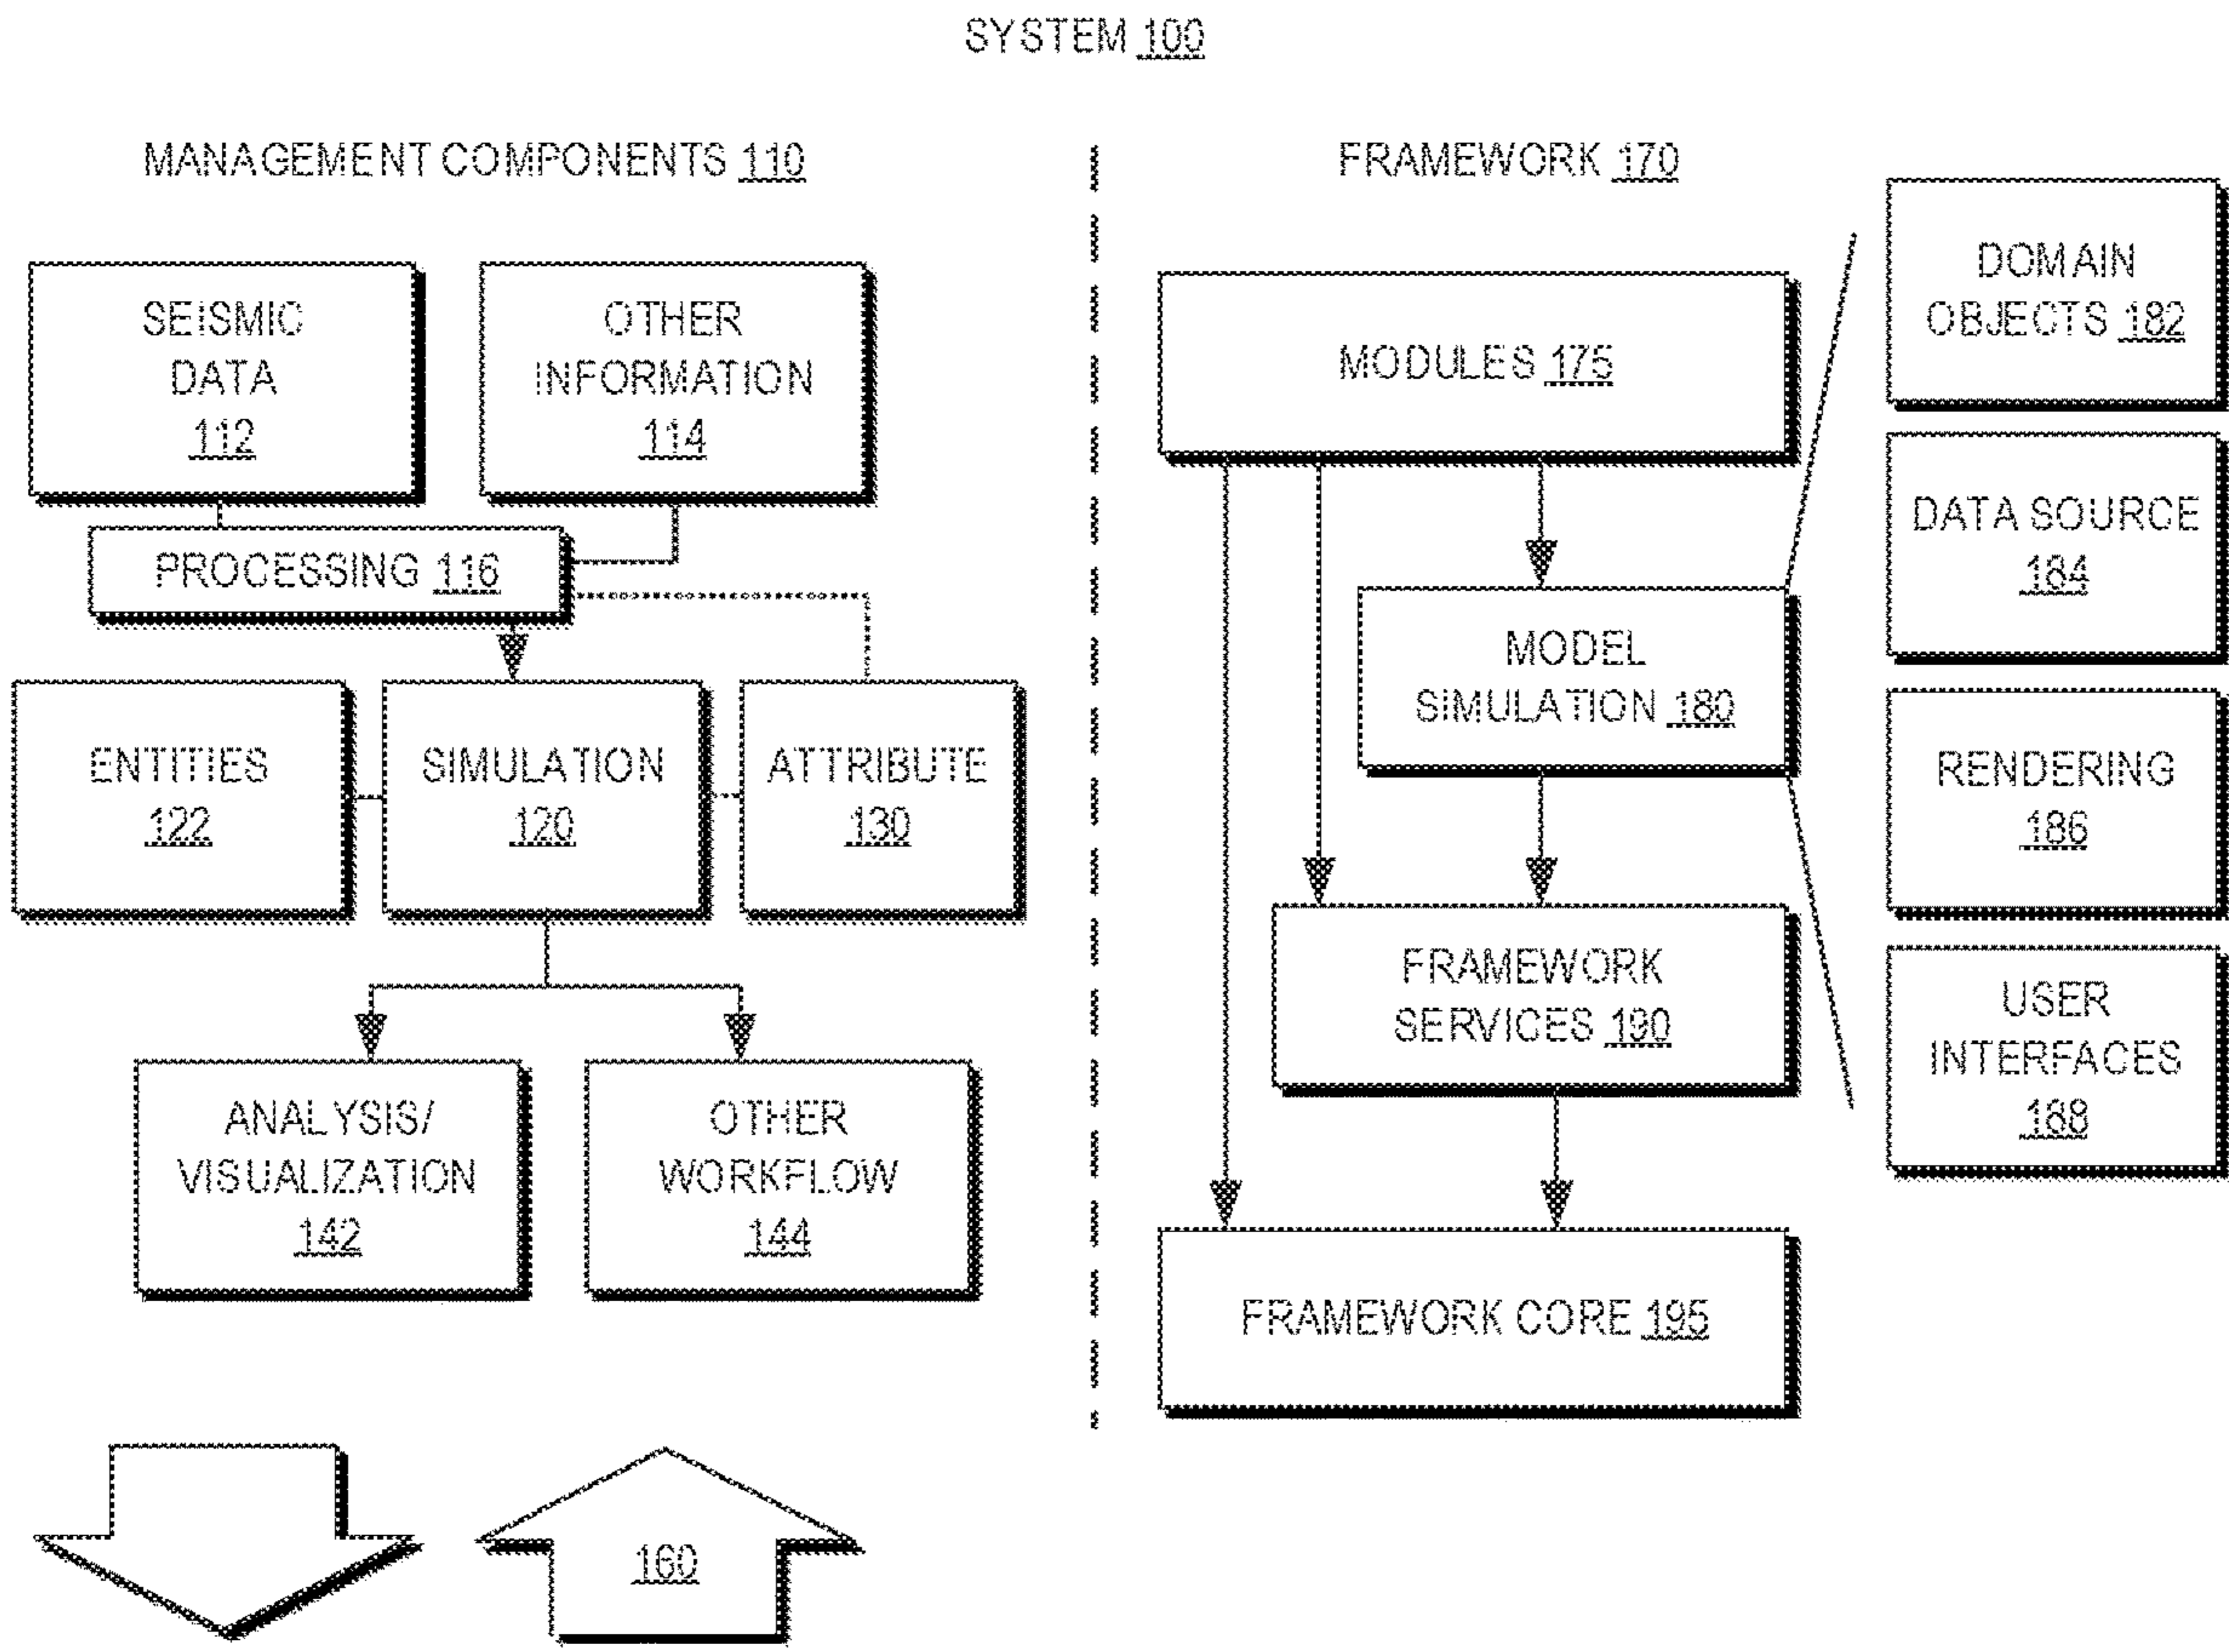 SYSTEM 100
MANAGEMENT COMPONENTS 110
SEISMIC
DATA
112
OTHER
INFORMATION
114
PROCESSING 116
ENTITIES
122
SIMULATION
120
ATTRIBUTE
130
ANALYSIS/
VISUALIZATION
142
OTHER
WORKFLOW
144
160
FRAMEWORK 170
MODULES 175
MODEL
SIMULATION 180
FRAMEWORK
SERVICES 190
FRAMEWORK CORE 195
DOMAIN
OBJECTS 182
DATA SOURCE
184
RENDERING
186
USER
INTERFACES
188